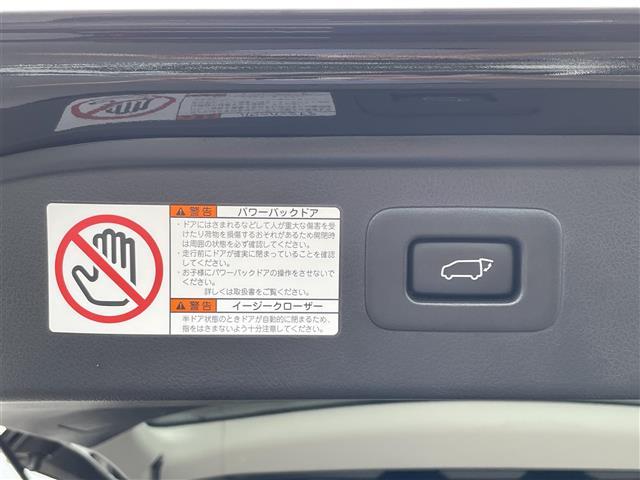 警告 パワーバックドア
・ドアにはさまれるなどして人が重大な傷害を受
けたり荷物を損傷するおそれがあるため開閉時
は周囲の状態を必ず確認してください。
・走行前にドアが確実に閉まっていることを確認
してください。
・お子様にパワーバックドアの操作をさせないで
ください。
詳しくは取扱書をご覧ください。
警告 イージークローザー
半ドア状態のときドアが自動的に閉まるため、
指をはさまないよう十分注意してください。